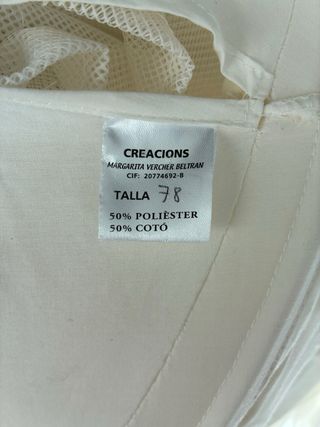 CREACIONS
MARGARITA VERCHER BELTRAN
CIF: 20774692-B
TALLA 78
50% POLIÈSTER
50% COTÓ